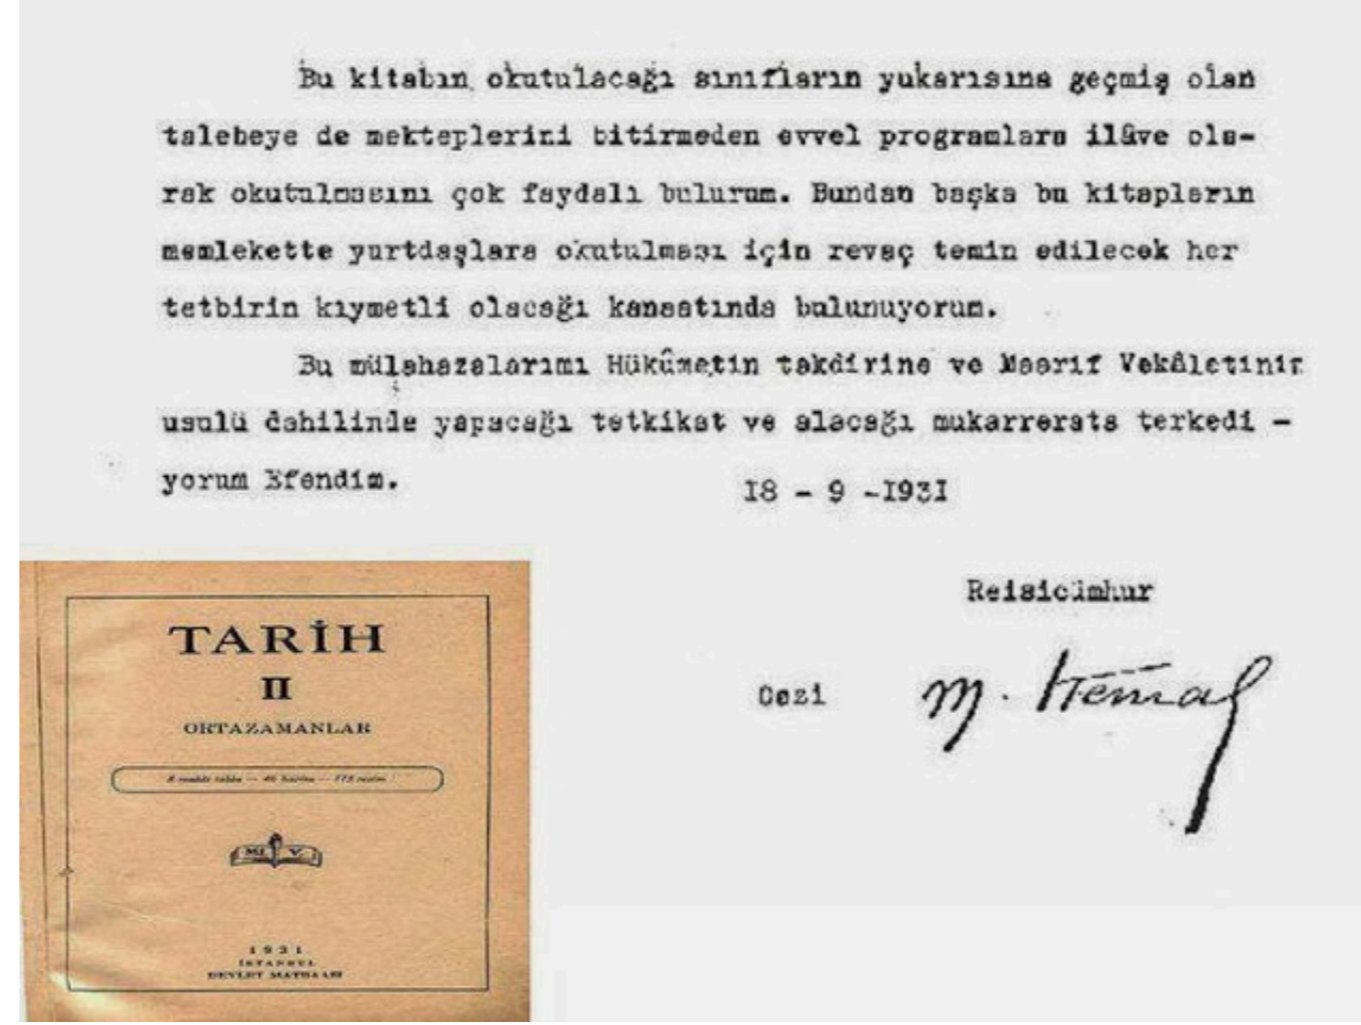 Bu kitabın okutulacağı sınıfların yukarısına geçmiş olan
talebeye de mekteplerini bitirmeden evvel programlara ilâve ola-
rak okutulmasını çok faydalı bulurum. Bundan başka bu kitapların
memlekette yurtdaşlara okutulması için revaç temin edilecek her
tetbirin kıymetli olacağı kanaatında bulunuyorum.
Bu mülahazalarımı Hükûmetin takdirine ve Maarif Vekâletinin
usulü dahilinde yapacağı tetkikat ve alacağı mukarrerata terkedi -
yorum Efendim.
18 - 9 -1931
Reisicümhur
Gazi M. Kemal
TARİH
II
ORTAZAMANLAR
MI V.
1931
İSTANBUL
DEVLET MATBAASI